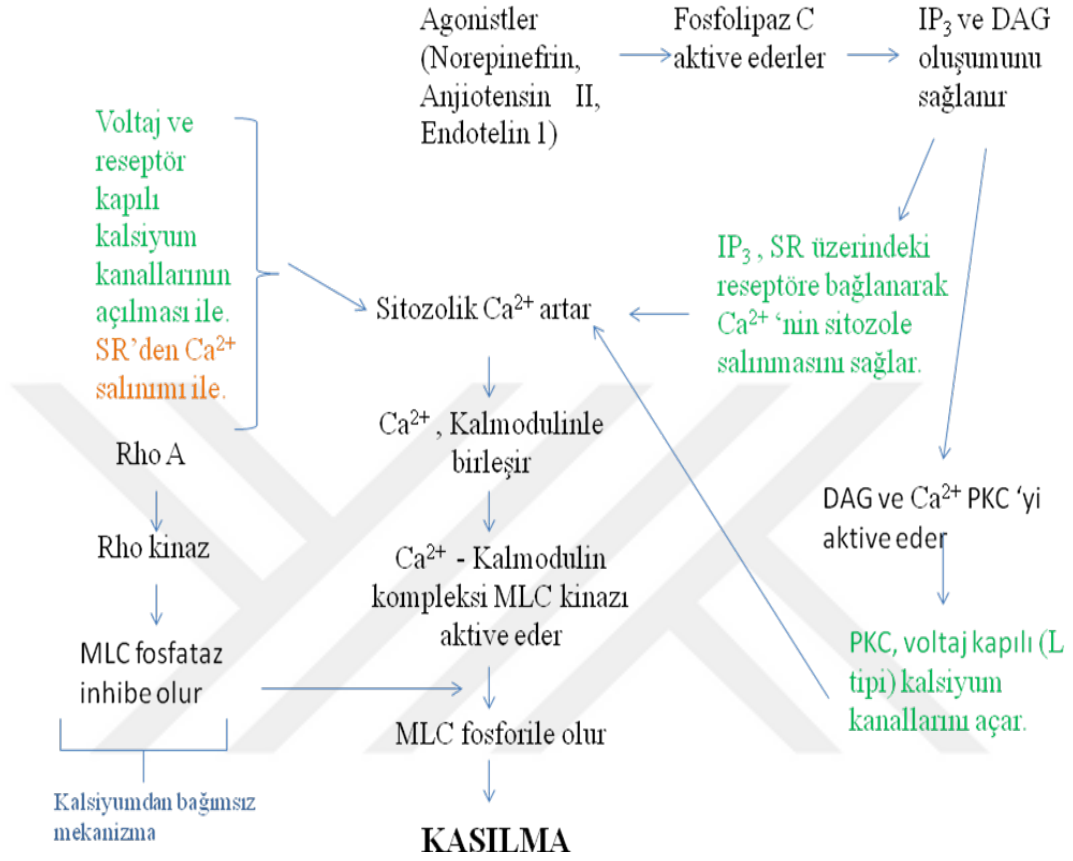 Agonistler
(Norepinefrin,
Anjiotensin II,
Endotelin 1)
Fosfolipaz C
aktive ederler
IP₃ ve DAG
oluşumunu
sağlanır
Voltaj ve
reseptör
kapılı
kalsiyum
kanallarının
açılması ile.
SR’den Ca²⁺
salınımı ile.
IP₃ , SR üzerindeki
reseptöre bağlanarak
Ca²⁺ ‘nin sitozole
salınmasını sağlar.
Sitozolik Ca²⁺ artar
Ca²⁺ , Kalmodulinle
birleşir
Rho A
Rho kinaz
MLC fosfataz
inhibe olur
Kalsiyumdan bağımsız
mekanizma
Ca²⁺ - Kalmodulin
kompleksi MLC kinazı
aktive eder
DAG ve Ca²⁺ PKC ‘yi
aktive eder
PKC, voltaj kapılı (L
tipi) kalsiyum
kanallarını açar.
MLC fosforile olur
KASILMA